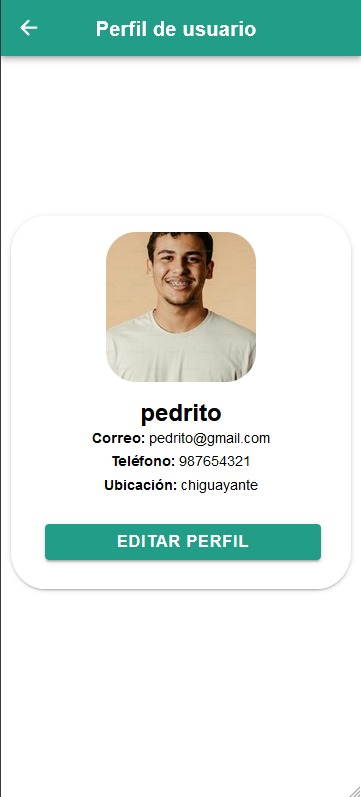 Perfil de usuario
pedrito
Correo: pedrito@gmail.com
Teléfono: 987654321
Ubicación: chiguayante
EDITAR PERFIL